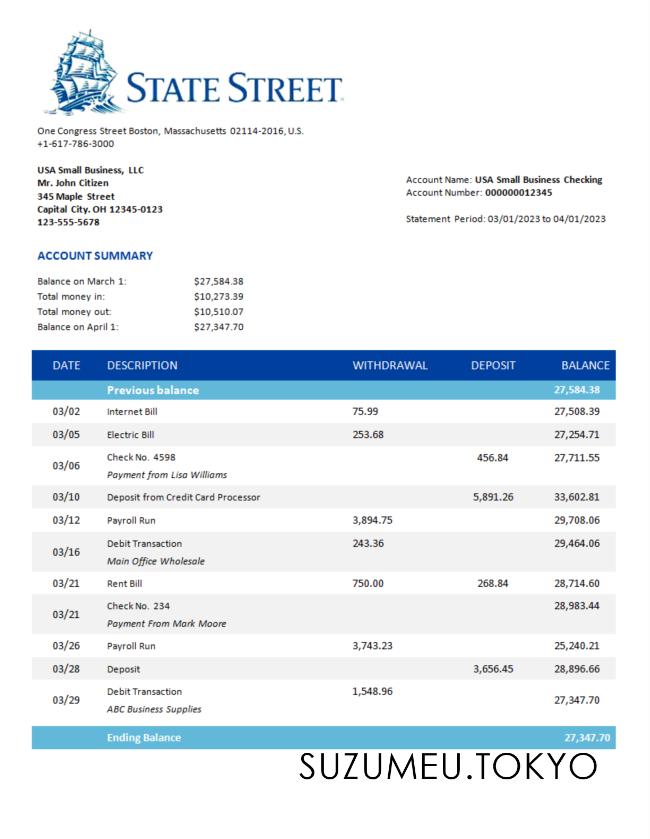 STATE STREET
One Congress Street Boston, Massachusetts 02114-2016, U.S.
+1-617-786-3000
USA Small Business, LLC
Mr. John Citizen
345 Maple Street
Capital City. OH 12345-0123
123-555-5678
Account Name: USA Small Business Checking
Account Number: 000000012345
Statement Period: 03/01/2023 to 04/01/2023
ACCOUNT SUMMARY
Balance on March 1: $27,584.38
Total money in: $10,273.39
Total money out: $10,510.07
Balance on April 1: $27,347.70
DATE DESCRIPTION WITHDRAWAL DEPOSIT BALANCE
Previous balance 27,584.38
03/02 Internet Bill 75.99 27,508.39
03/05 Electric Bill 253.68 27,254.71
03/06 Check No. 4598 456.84 27,711.55
Payment from Lisa Williams
03/10 Deposit from Credit Card Processor 5,891.26 33,602.81
03/12 Payroll Run 3,894.75 29,708.06
03/16 Debit Transaction 243.36 29,464.06
Main Office Wholesale
03/21 Rent Bill 750.00 268.84 28,714.60
03/21 Check No. 234 28,983.44
Payment From Mark Moore
03/26 Payroll Run 3,743.23 25,240.21
03/28 Deposit 3,656.45 28,896.66
03/29 Debit Transaction 1,548.96 27,347.70
ABC Business Supplies
Ending Balance 27,347.70
SUZUMEU.TOKYO